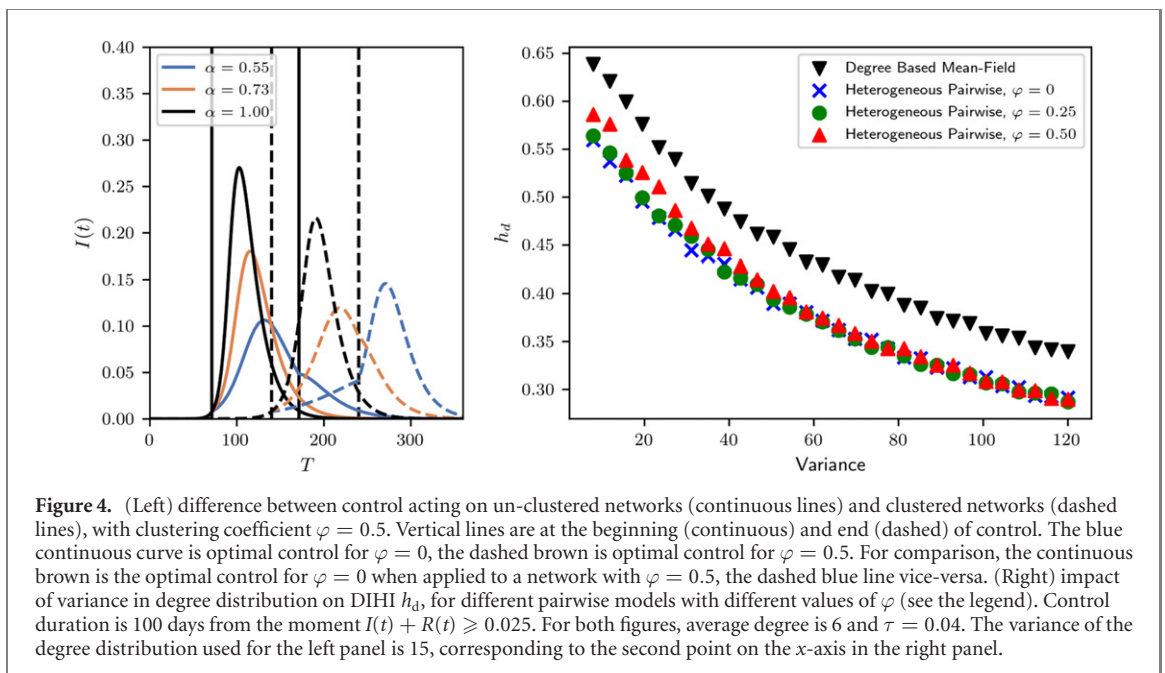 0.40
0.35
0.30
0.25
0.20
0.15
0.10
0.05
0.00
I(t)
α = 0.55
α = 0.73
α = 1.00
0
100
200
300
T
0.65
0.60
0.55
0.50
0.45
0.40
0.35
0.30
h_d
Degree Based Mean-Field
Heterogeneous Pairwise, φ = 0
Heterogeneous Pairwise, φ = 0.25
Heterogeneous Pairwise, φ = 0.50
20
40
60
80
100
120
Variance
Figure 4. (Left) difference between control acting on un-clustered networks (continuous lines) and clustered networks (dashed
lines), with clustering coefficient φ = 0.5. Vertical lines are at the beginning (continuous) and end (dashed) of control. The blue
continuous curve is optimal control for φ = 0, the dashed brown is optimal control for φ = 0.5. For comparison, the continuous
brown is the optimal control for φ = 0 when applied to a network with φ = 0.5, the dashed blue line vice-versa. (Right) impact
of variance in degree distribution on DIHI h_d, for different pairwise models with different values of φ (see the legend). Control
duration is 100 days from the moment I(t) + R(t) ⩾ 0.025. For both figures, average degree is 6 and τ = 0.04. The variance of the
degree distribution used for the left panel is 15, corresponding to the second point on the x-axis in the right panel.